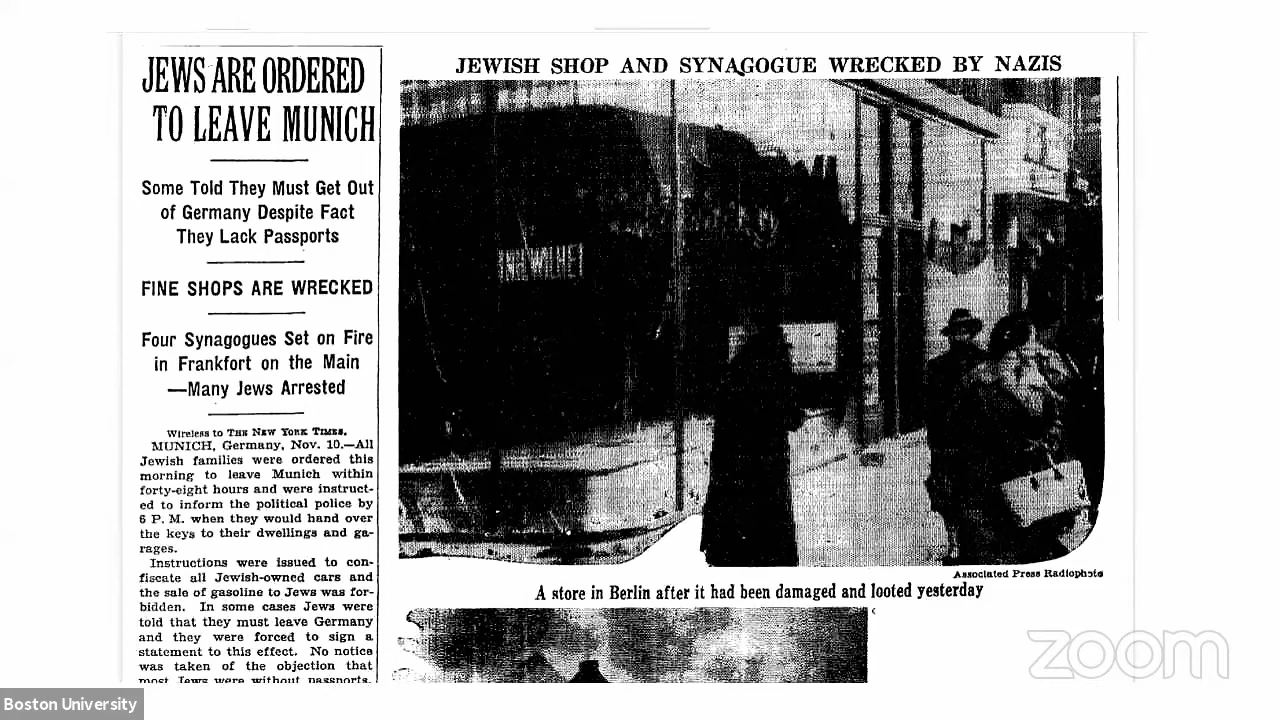 JEWS ARE ORDERED
TO LEAVE MUNICH
Some Told They Must Get Out
of Germany Despite Fact
They Lack Passports
FINE SHOPS ARE WRECKED
Four Synagogues Set on Fire
in Frankfort on the Main
—Many Jews Arrested
Wireless to THE NEW YORK TIMES.
MUNICH, Germany, Nov. 10.—All
Jewish families were ordered this
morning to leave Munich within
forty-eight hours and were instruct-
ed to inform the political police by
6 P. M. when they would hand over
the keys to their dwellings and ga-
rages.
Instructions were issued to con-
fiscate all Jewish-owned cars and
the sale of gasoline to Jews was for-
bidden. In some cases Jews were
told that they must leave Germany
and they were forced to sign a
statement to this effect. No notice
was taken of the objection that
most Jews were without passports.
JEWISH SHOP AND SYNAGOGUE WRECKED BY NAZIS
Associated Press Radiophoto
A store in Berlin after it had been damaged and looted yesterday
zoom
Boston University